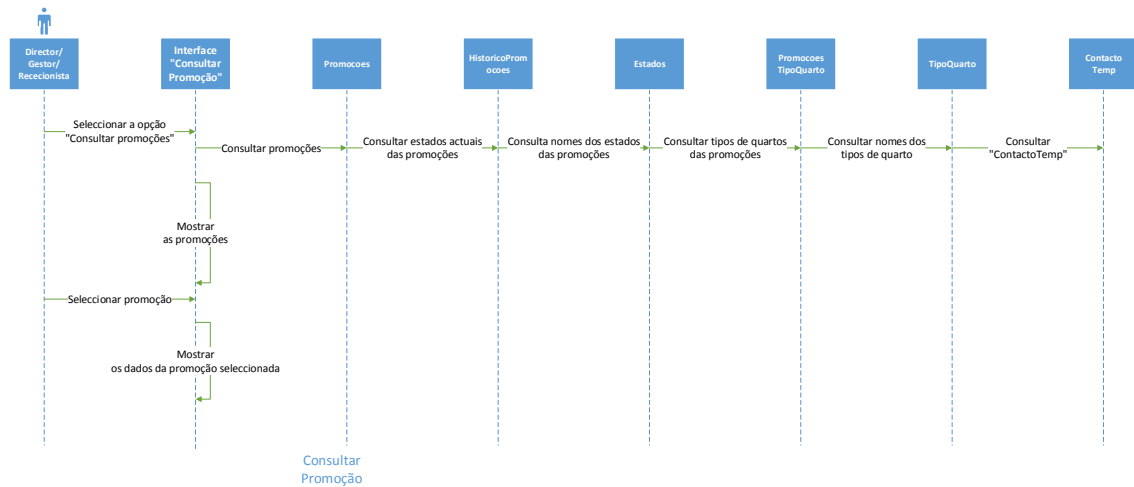 Director/
Gestor/
Rececionista
Interface
"Consultar
Promoção"
Promocoes
HistoricoProm
ocoes
Estados
Promocoes
TipoQuarto
TipoQuarto
Contacto
Temp
Seleccionar a opção
"Consultar promoções"
Consultar promoções
Consultar estados actuais
das promoções
Consulta nomes dos estados
das promoções
Consultar tipos de quartos
das promoções
Consultar nomes dos
tipos de quarto
Consultar
"ContactoTemp"
Mostrar
as promoções
Seleccionar promoção
Mostrar
os dados da promoção seleccionada
Consultar
Promoção